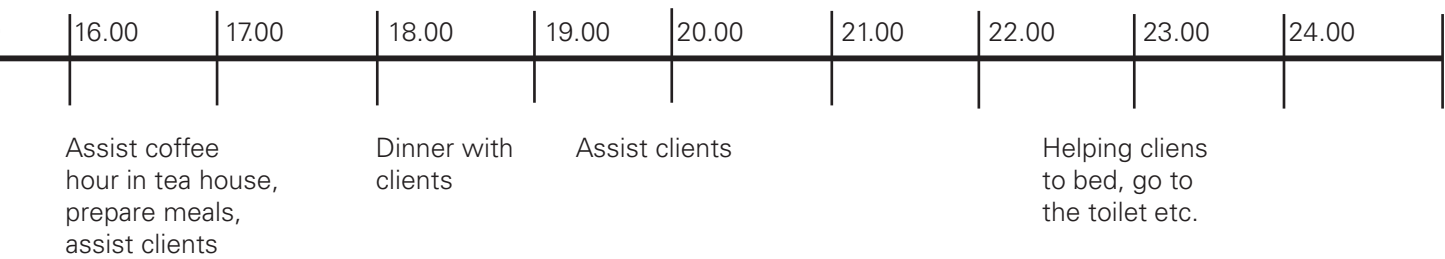 16.00 17.00 18.00 19.00 20.00 21.00 22.00 23.00 24.00
Assist coffee
hour in tea house,
prepare meals,
assist clients
Dinner with
clients
Assist clients
Helping cliens
to bed, go to
the toilet etc.